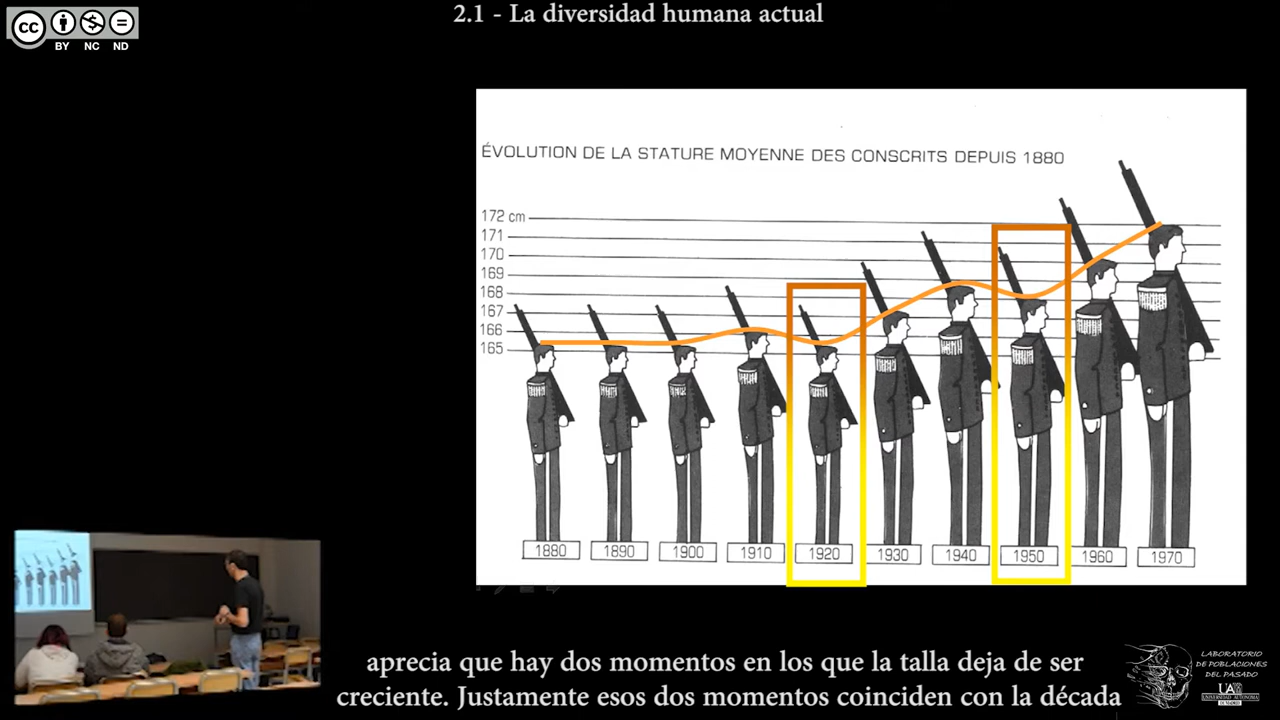 2.1 - La diversidad humana actual
cc
BY NC ND
ÉVOLUTION DE LA STATURE MOYENNE DES CONSCRITS DEPUIS 1880
172 cm
171
170
169
168
167
166
165
1880 1890 1900 1910 1920 1930 1940 1950 1960 1970
aprecia que hay dos momentos en los que la talla deja de ser
creciente. Justamente esos dos momentos coinciden con la década
LABORATORIO
DE POBLACIONES
DEL PASADO
UAM
UNIVERSIDAD AUTONOMA
DE MADRID